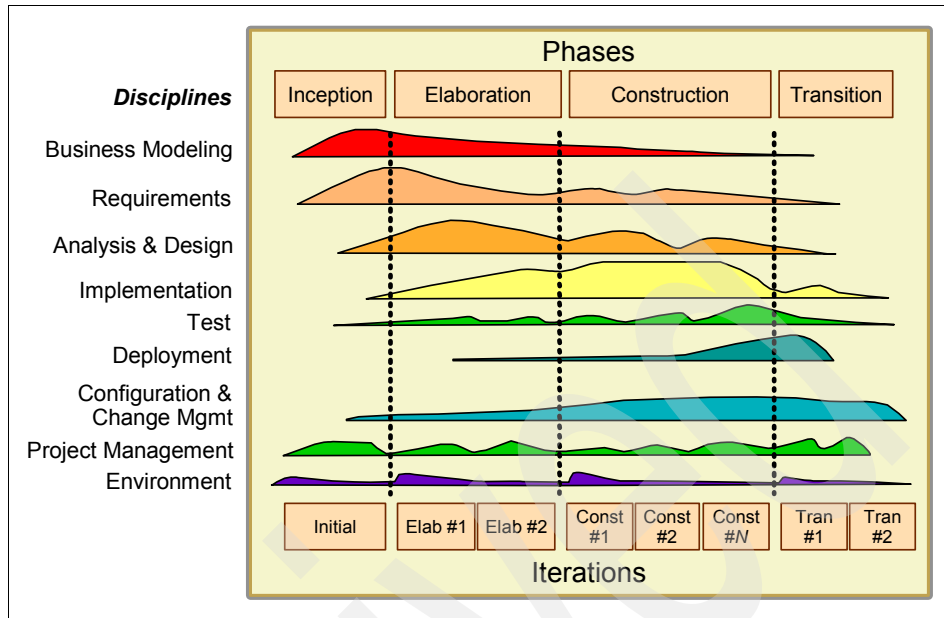 Phases
Disciplines
Inception
Elaboration
Construction
Transition
Business Modeling
Requirements
Analysis & Design
Implementation
Test
Deployment
Configuration &
Change Mgmt
Project Management
Environment
Initial
Elab #1
Elab #2
Const
#1
Const
#2
Const
#N
Tran
#1
Tran
#2
Iterations